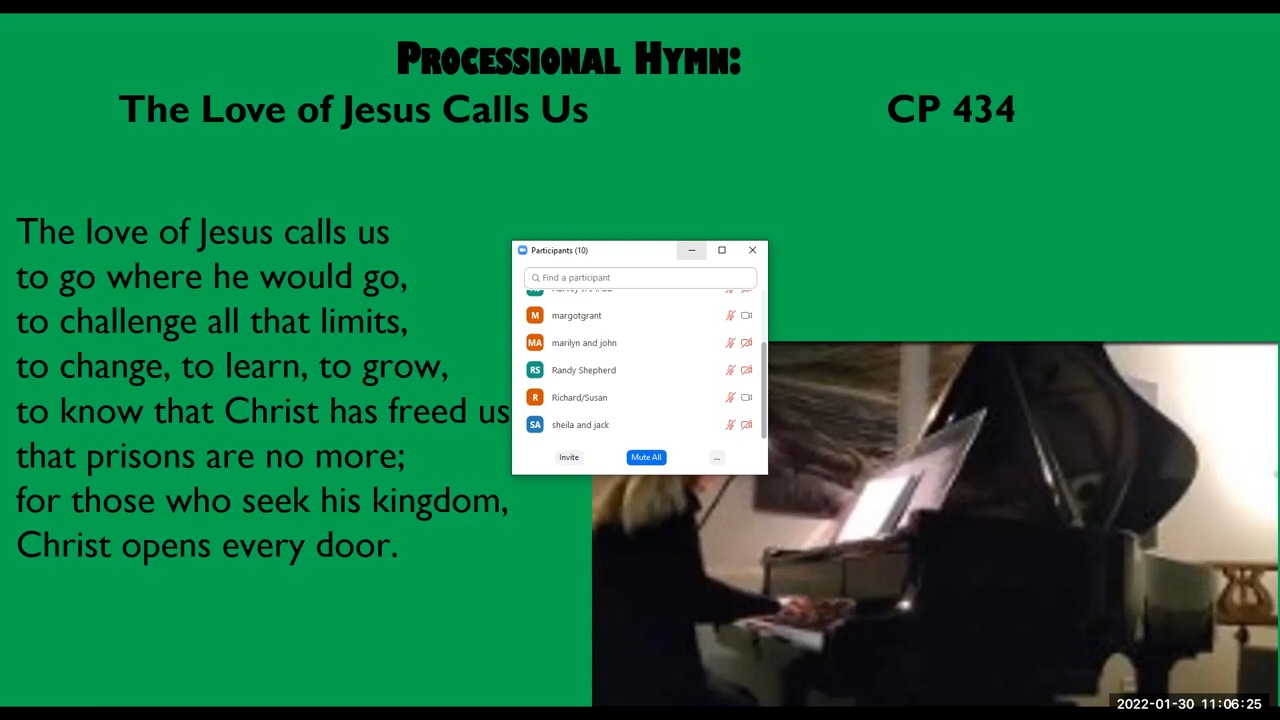 Processional Hymn:
The Love of Jesus Calls Us CP 434
The love of Jesus calls us
to go where he would go,
to challenge all that limits,
to change, to learn, to grow,
to know that Christ has freed us
that prisons are no more;
for those who seek his kingdom,
Christ opens every door.
Participants (10)
Find a participant
M margotgrant
MA marilyn and john
RS Randy Shepherd
R Richard/Susan
SA sheila and jack
Invite Mute All ...
2022-01-30 11:06:25